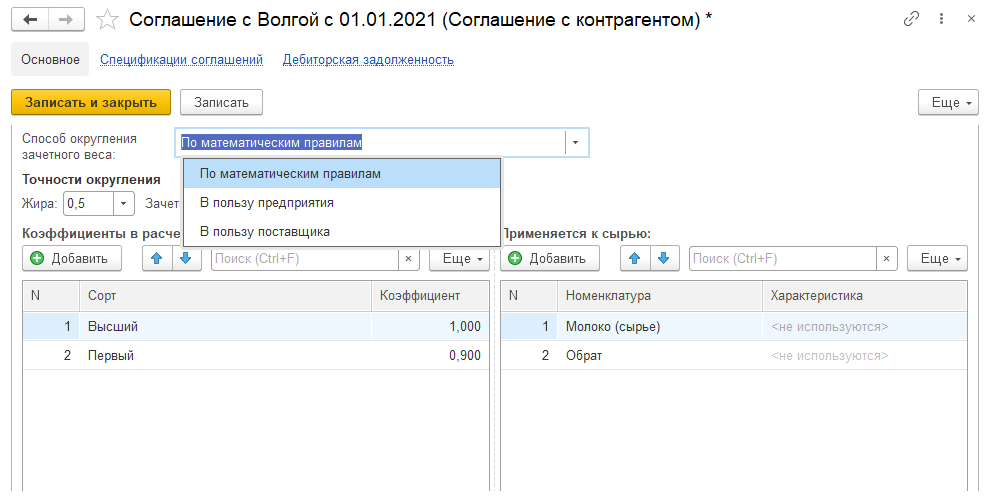 Соглашение с Волгой с 01.01.2021 (Соглашение с контрагентом) *
Основное Спецификации соглашений Дебиторская задолженность
Записать и закрыть Записать Еще
Способ округления
зачетного веса:
По математическим правилам
По математическим правилам
В пользу предприятия
В пользу поставщика
Точности округления
Жира: 0,5 Зачет
Коэффициенты в расче Применяется к сырью:
Добавить Поиск (Ctrl+F) × Еще Добавить Поиск (Ctrl+F) × Еще
N Сорт Коэффициент N Номенклатура Характеристика
1 Высший 1,000 1 Молоко (сырье) <не используются>
2 Первый 0,900 2 Обрат <не используются>